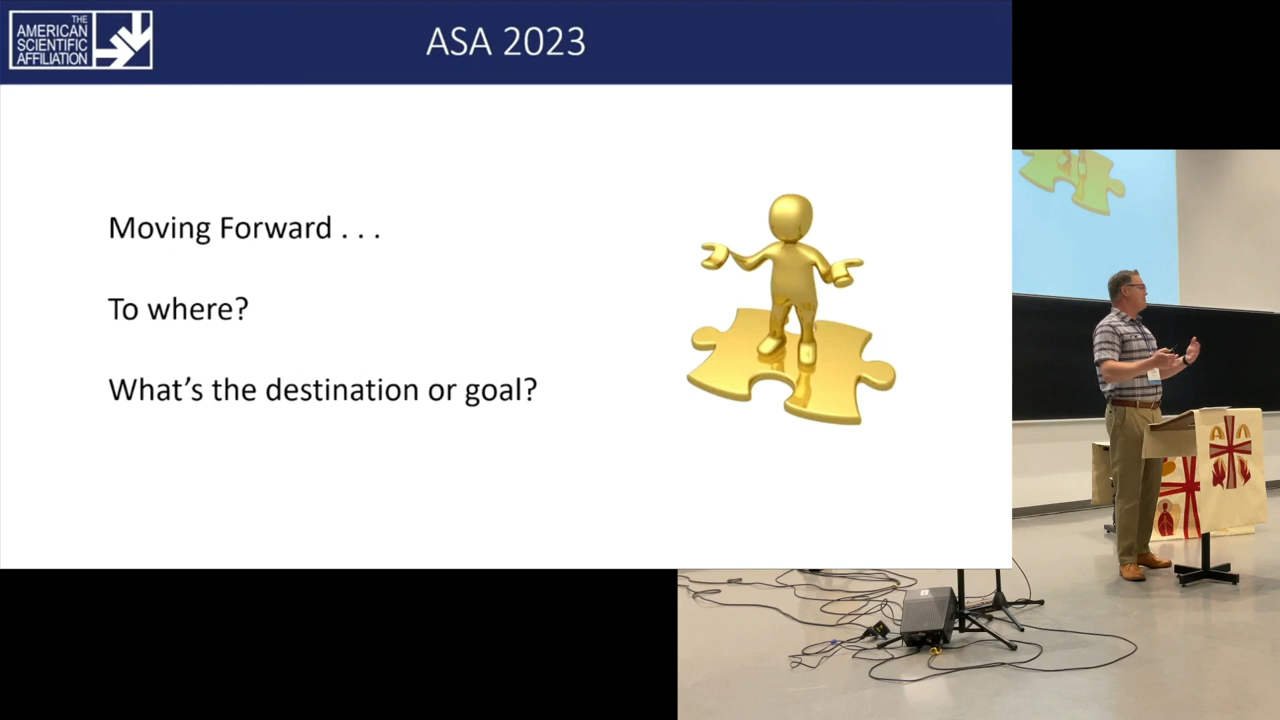 THE
AMERICAN
SCIENTIFIC
AFFILIATION
ASA 2023
Moving Forward . . .
To where?
What's the destination or goal?